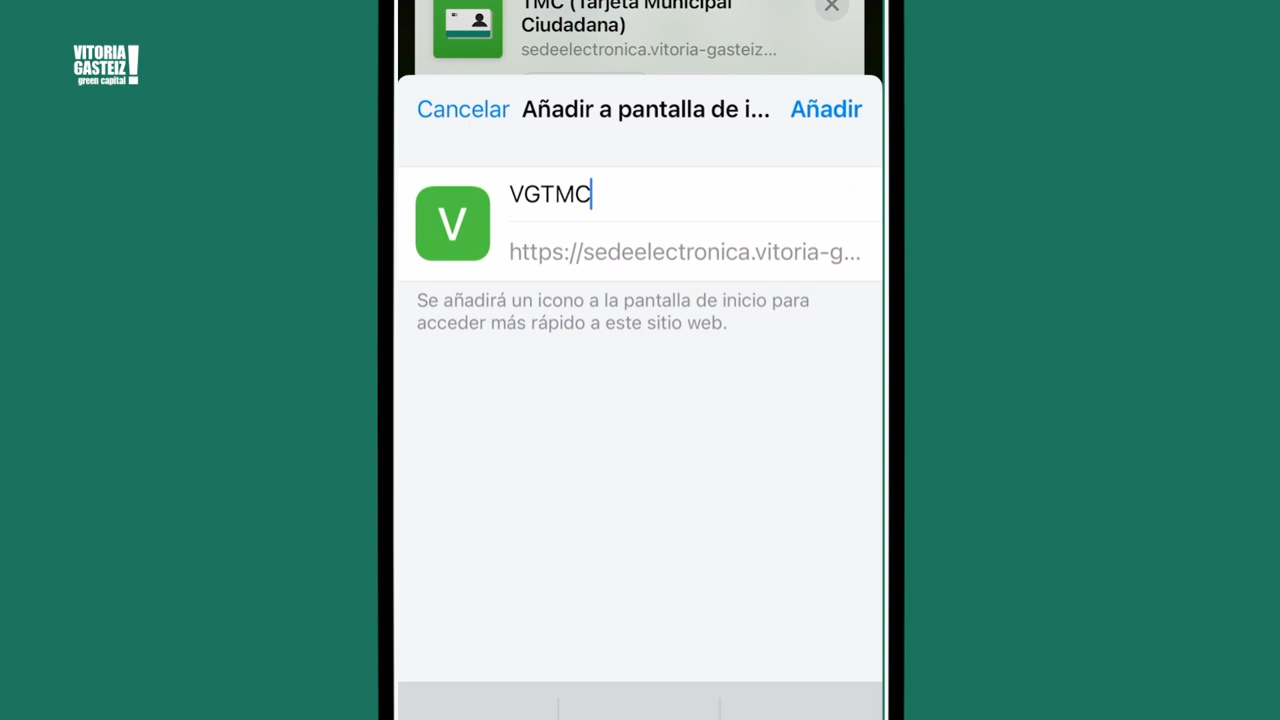 VITORIA
GASTEIZ!
green capital
TMC (Tarjeta Municipal
Ciudadana)
sedeelectronica.vitoria-gasteiz...
Cancelar Añadir a pantalla de i... Añadir
VGTMC
V
https://sedeelectronica.vitoria-g...
Se añadirá un icono a la pantalla de inicio para
acceder más rápido a este sitio web.